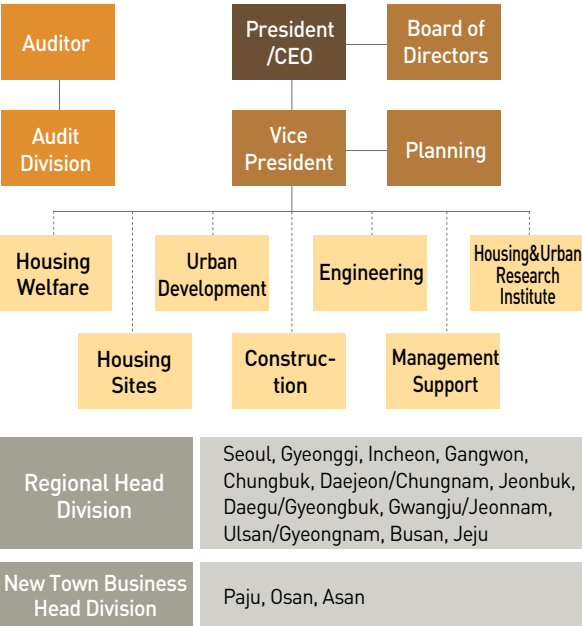 Auditor
President
/CEO
Board of
Directors
Audit
Division
Vice
President
Planning
Housing
Welfare
Urban
Development
Engineering
Housing&Urban
Research
Institute
Housing
Sites
Construc-
tion
Management
Support
Regional Head
Division
Seoul, Gyeonggi, Incheon, Gangwon,
Chungbuk, Daejeon/Chungnam, Jeonbuk,
Daegu/Gyeongbuk, Gwangju/Jeonnam,
Ulsan/Gyeongnam, Busan, Jeju
New Town Business
Head Division
Paju, Osan, Asan